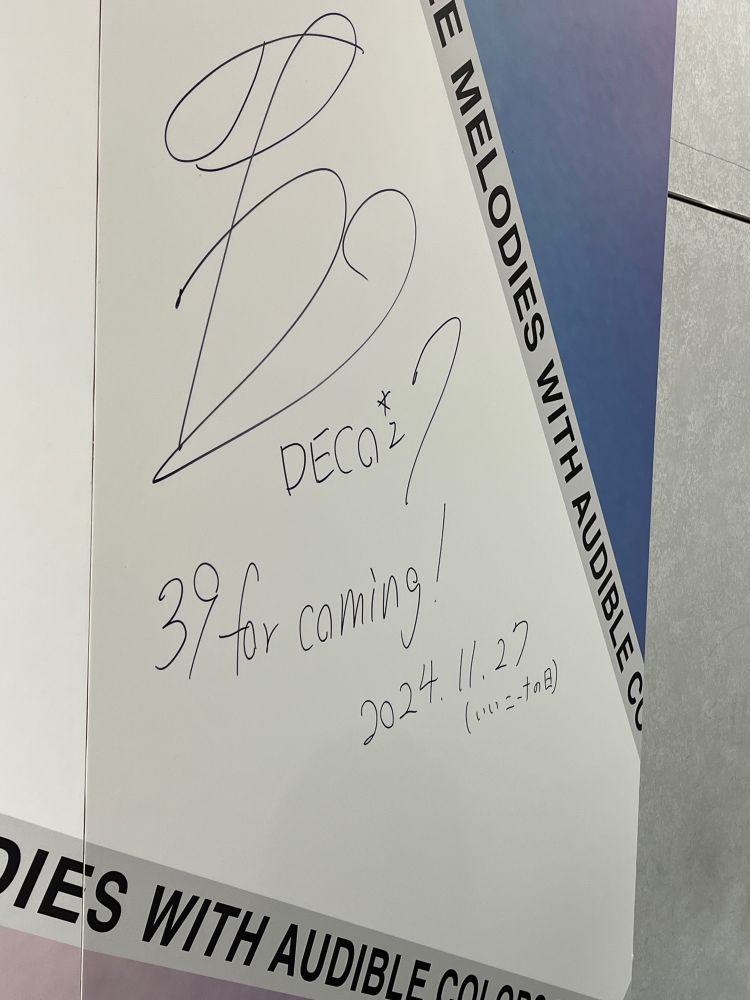 E MELODIES WITH AUDIBLE CO
DECO*27
39 for coming!
2024.11.27
(いいニーナの日)
DIES WITH AUDIBLE COLORS